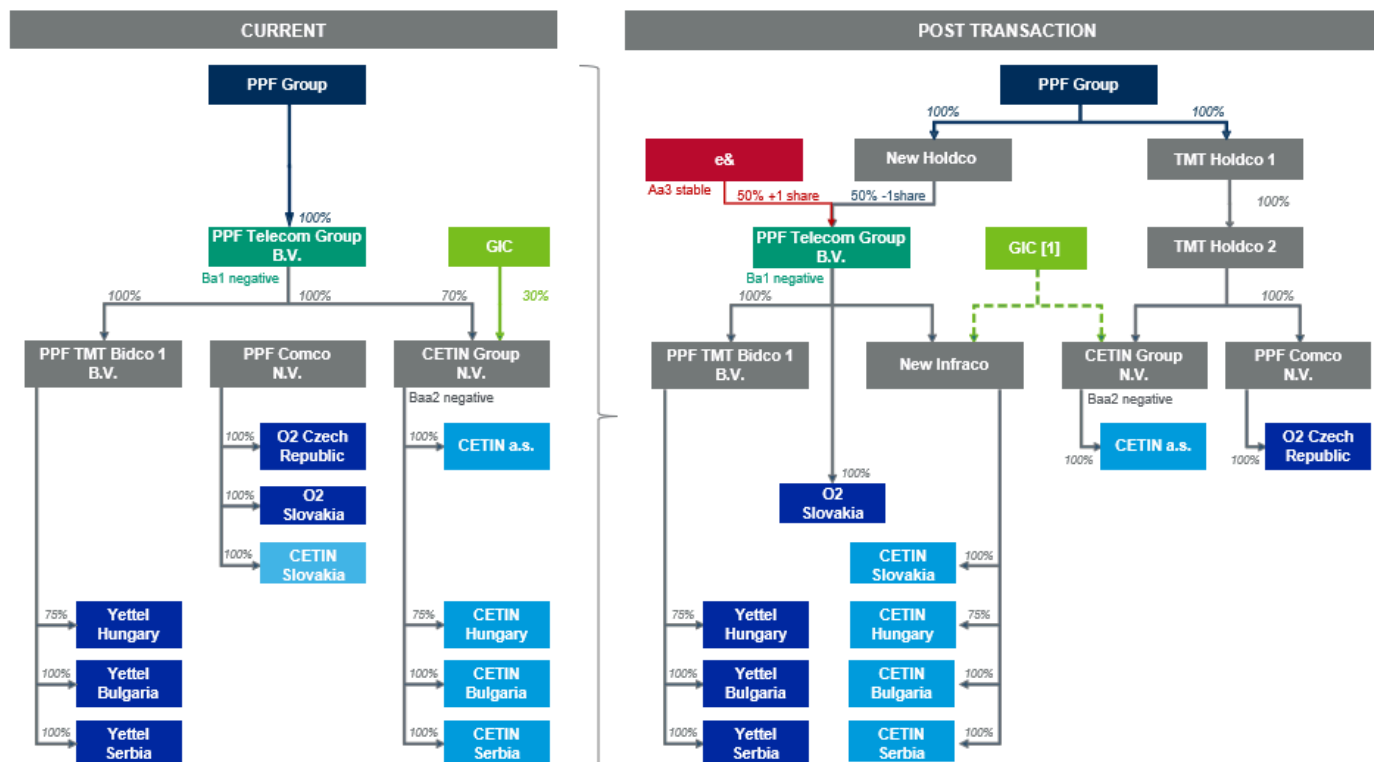 CURRENT
PPF Group
100%
PPF Telecom Group
B.V.
Ba1 negative
GIC
100%
100%
70%
30%
PPF TMT Bidco 1
B.V.
PPF Comco
N.V.
CETIN Group
N.V.
Baa2 negative
100%
O2 Czech
Republic
100%
CETIN a.s.
100%
O2
Slovakia
100%
CETIN
Slovakia
75%
Yettel
Hungary
75%
CETIN
Hungary
100%
Yettel
Bulgaria
100%
CETIN
Bulgaria
100%
Yettel
Serbia
100%
CETIN
Serbia
POST TRANSACTION
PPF Group
100%
100%
e&
New Holdco
TMT Holdco 1
Aa3 stable
50% +1 share
50% -1share
100%
PPF Telecom Group
B.V.
GIC [1]
TMT Holdco 2
Ba1 negative
100%
100%
PPF TMT Bidco 1
B.V.
New Infraco
CETIN Group
N.V.
PPF Comco
N.V.
Baa2 negative
100%
CETIN a.s.
100%
O2 Czech
Republic
100%
O2
Slovakia
CETIN
Slovakia
100%
75%
Yettel
Hungary
CETIN
Hungary
75%
100%
Yettel
Bulgaria
CETIN
Bulgaria
100%
100%
Yettel
Serbia
CETIN
Serbia
100%